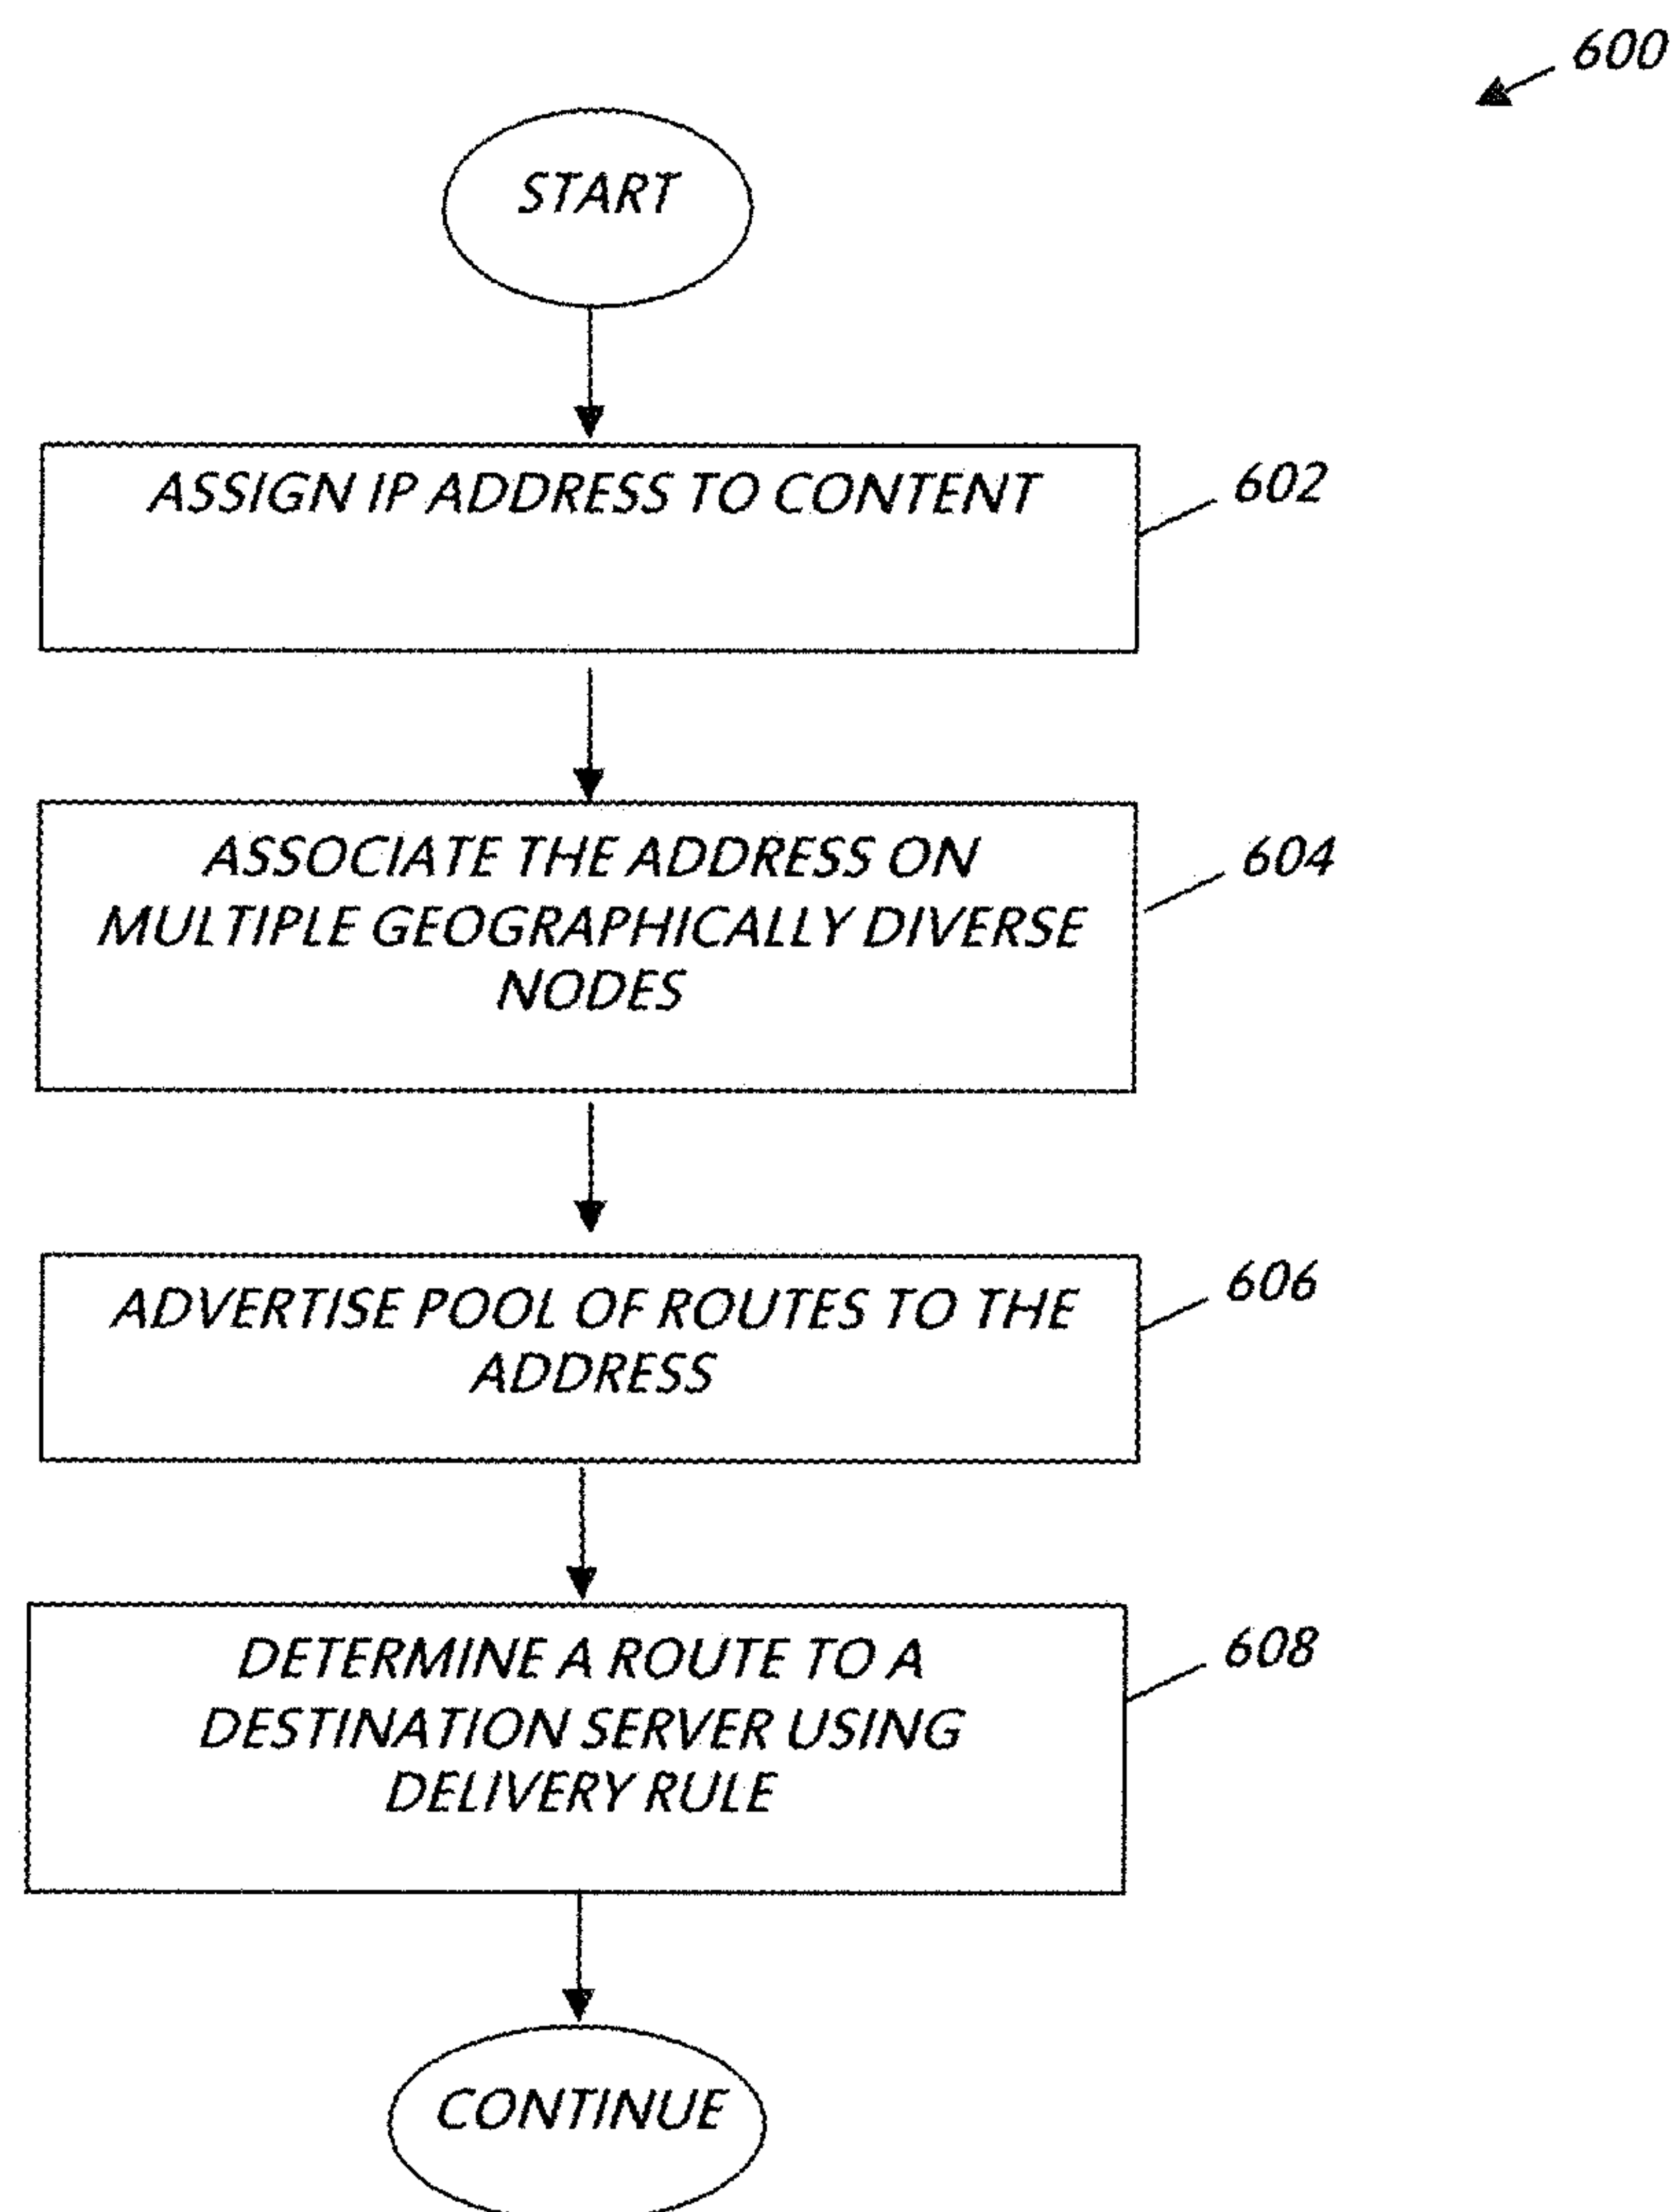 600
START
ASSIGN IP ADDRESS TO CONTENT
602
ASSOCIATE THE ADDRESS ON
MULTIPLE GEOGRAPHICALLY DIVERSE
NODES
604
ADVERTISE POOL OF ROUTES TO THE
ADDRESS
606
DETERMINE A ROUTE TO A
DESTINATION SERVER USING
DELIVERY RULE
608
CONTINUE